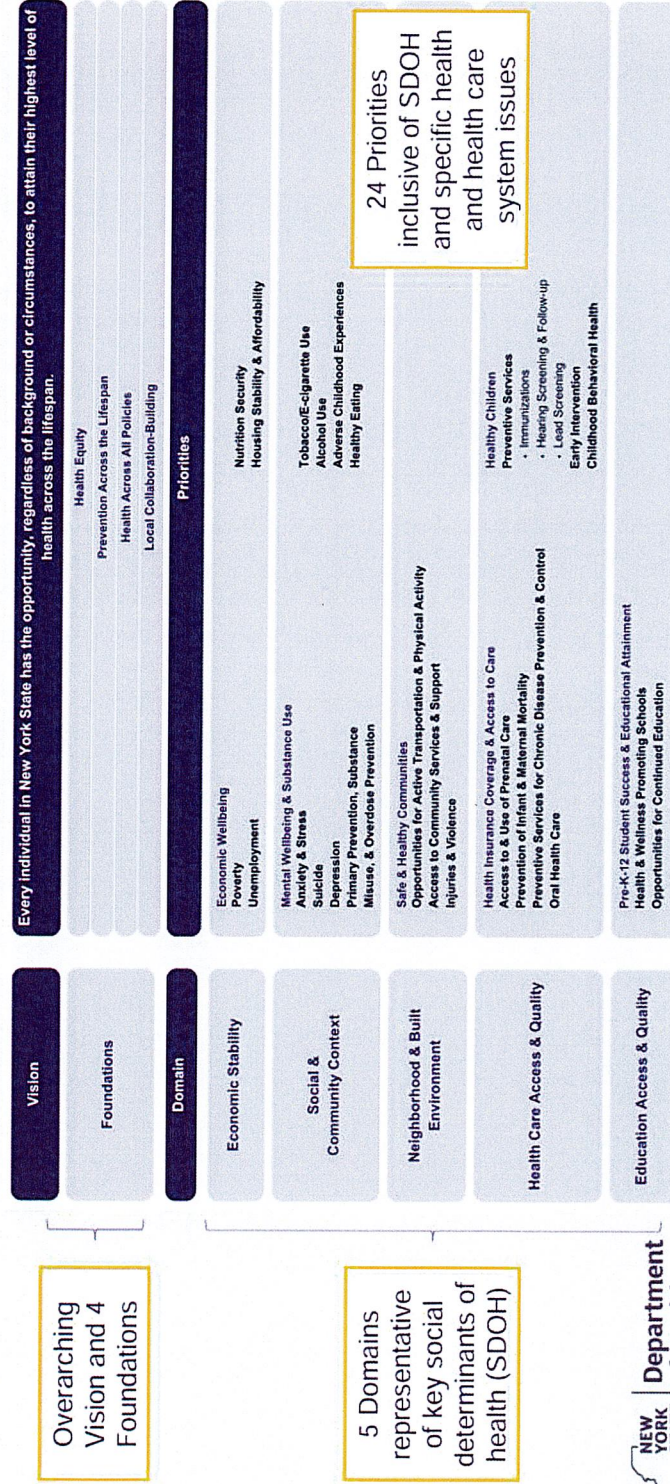 Overarching
Vision and 4
Foundations
Vision
Every individual in New York State has the opportunity, regardless of background or circumstances, to attain their highest level of
health across the lifespan.
Foundations
Health Equity
Prevention Across the Lifespan
Health Across All Policies
Local Collaboration-Building
Domain
Priorities
5 Domains
representative
of key social
determinants of
health (SDOH)
24 Priorities
inclusive of SDOH
and specific health
and health care
system issues
Economic Stability
Economic Wellbeing
Poverty
Unemployment
Nutrition Security
Housing Stability & Affordability
Social &
Community Context
Mental Wellbeing & Substance Use
Anxiety & Stress
Suicide
Depression
Primary Prevention, Substance
Misuse, & Overdose Prevention
Tobacco/E-cigarette Use
Alcohol Use
Adverse Childhood Experiences
Healthy Eating
Neighborhood & Built
Environment
Safe & Healthy Communities
Opportunities for Active Transportation & Physical Activity
Access to Community Services & Support
Injuries & Violence
Health Care Access & Quality
Health Insurance Coverage & Access to Care
Access to & Use of Prenatal Care
Prevention of Infant & Maternal Mortality
Preventive Services for Chronic Disease Prevention & Control
Oral Health Care
Healthy Children
Preventive Services
• Immunizations
• Hearing Screening & Follow-up
• Lead Screening
Early Intervention
Childhood Behavioral Health
Education Access & Quality
Pre-K-12 Student Success & Educational Attainment
Health & Wellness Promoting Schools
Opportunities for Continued Education
NEW
YORK
Department